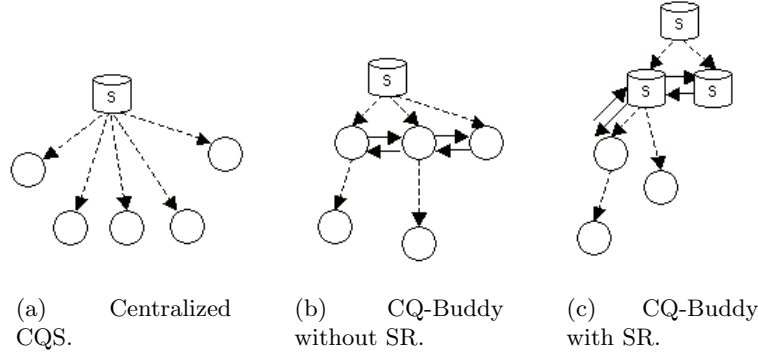 S
S
S
S
S
(a) Centralized CQS.
(b) CQ-Buddy without SR.
(c) CQ-Buddy with SR.